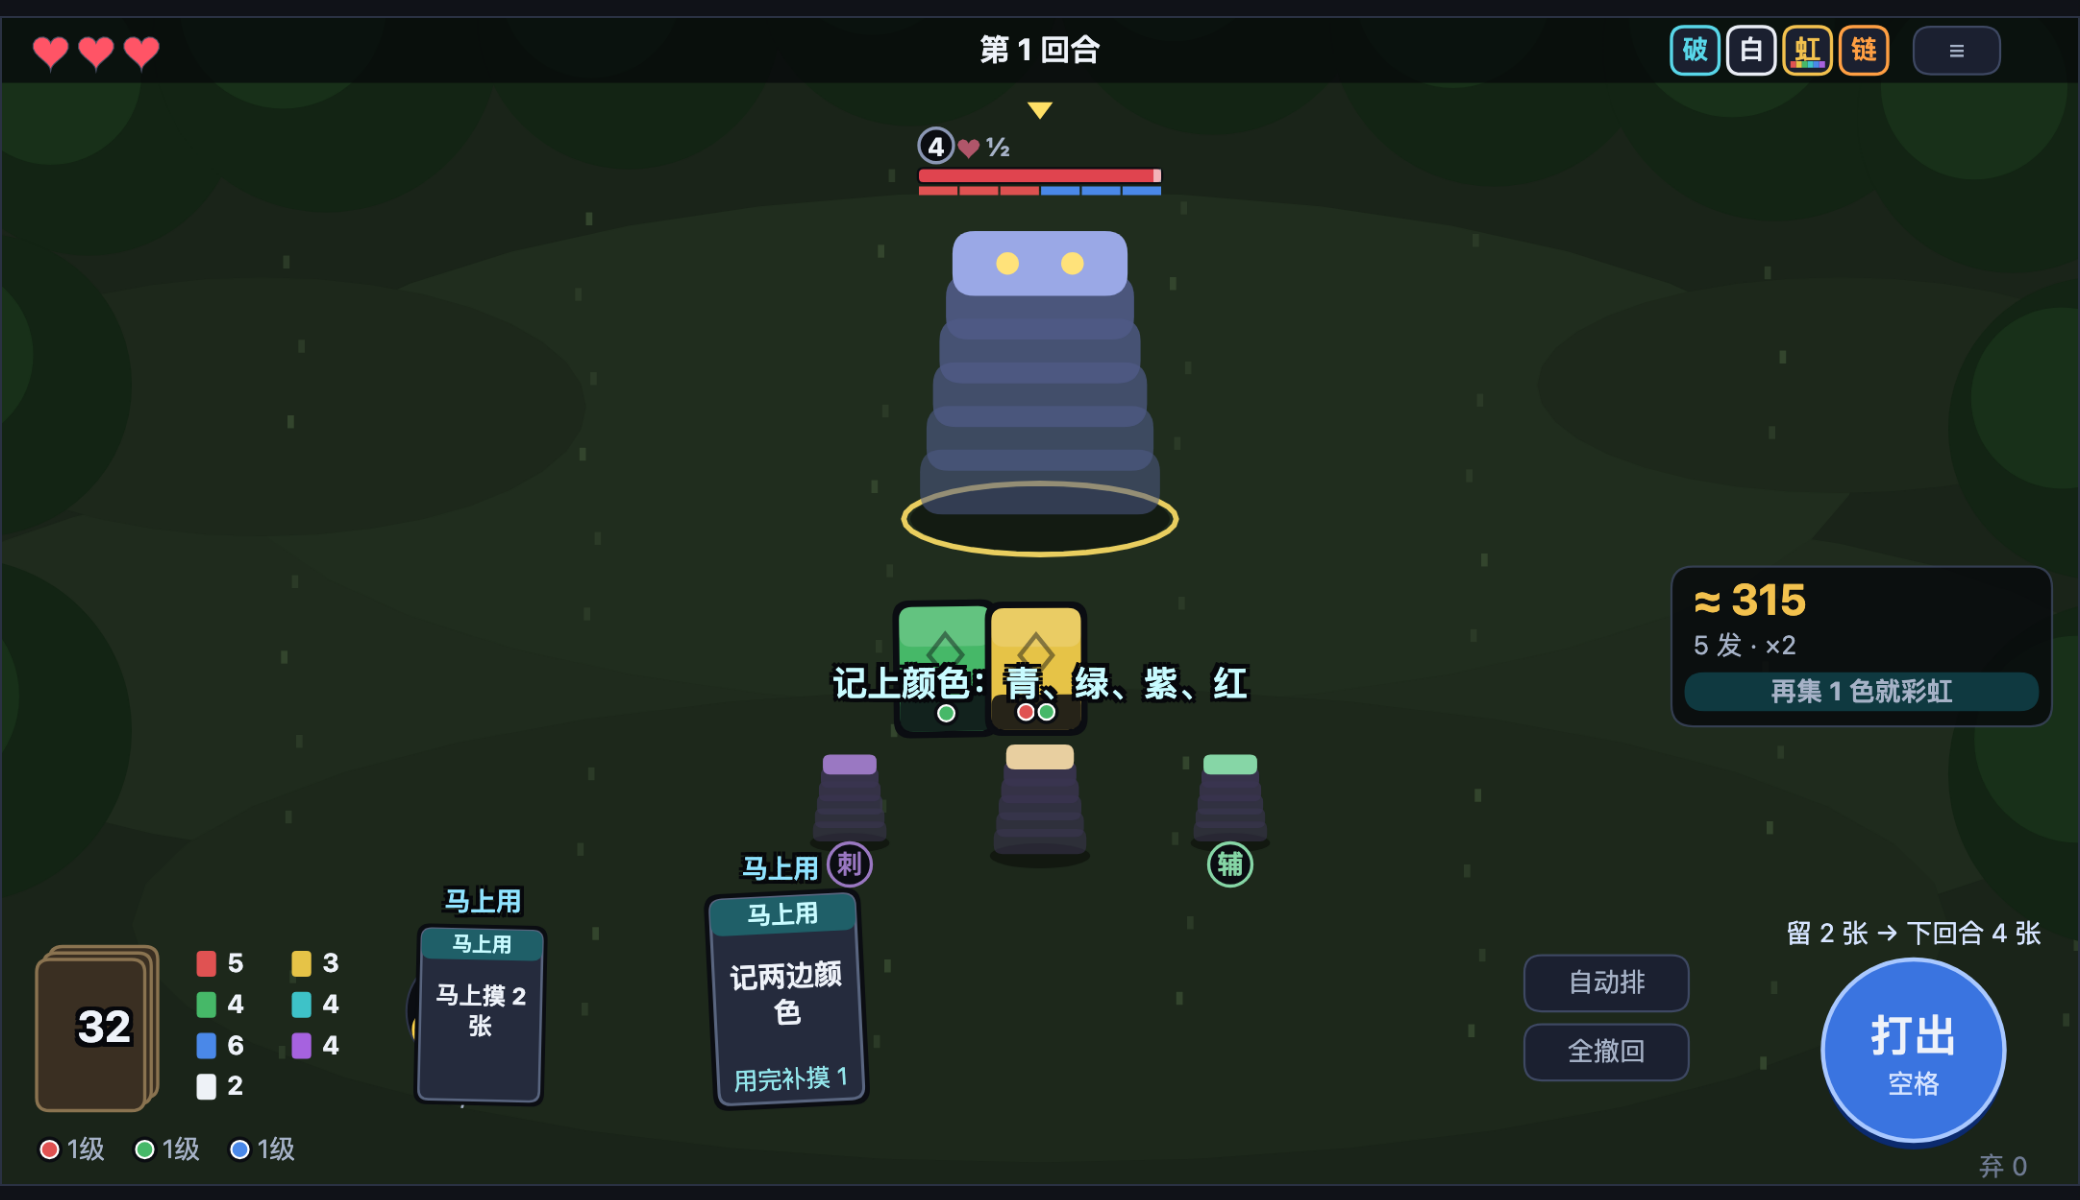 第 1 回合
破 白 虹 链 ≡
4 ½
≈ 315
5 发 · ×2
再集 1 色就彩虹
记上颜色：青、绿、紫、红
刺
辅
马上用
马上用
马上摸 2
张
马上用
马上用
记两边颜
色
用完补摸 1
32
5
3
4
4
6
4
2
1级 1级 1级
自动排
全撤回
留 2 张 → 下回合 4 张
打出
空格
弃 0